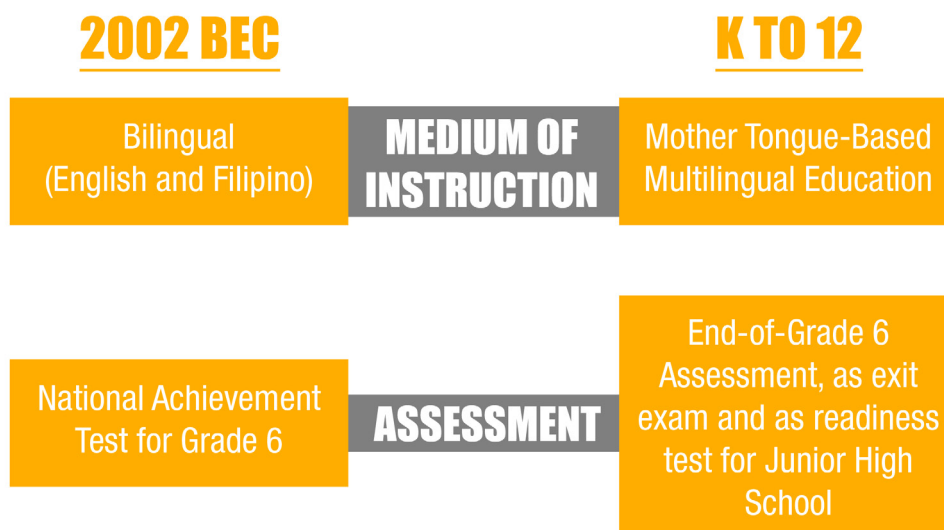 2002 BEC
K TO 12
Bilingual
(English and Filipino)
MEDIUM OF
INSTRUCTION
Mother Tongue-Based
Multilingual Education
National Achievement
Test for Grade 6
ASSESSMENT
End-of-Grade 6
Assessment, as exit
exam and as readiness
test for Junior High
School